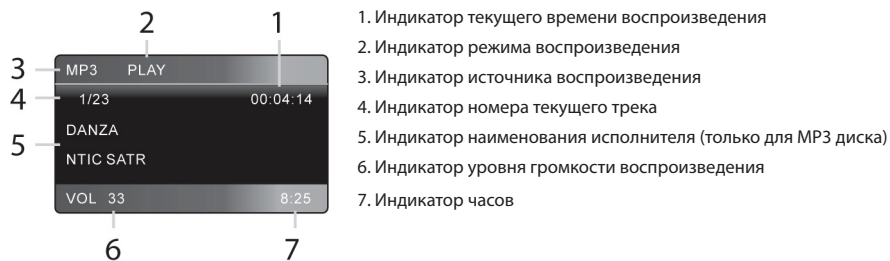 2 1
3 MP3 PLAY
4 1/23 00:04:14
DANZA
5
NTIC SATR
VOL 33 8:25
6 7
1. Индикатор текущего времени воспроизведения
2. Индикатор режима воспроизведения
3. Индикатор источника воспроизведения
4. Индикатор номера текущего трека
5. Индикатор наименования исполнителя (только для MP3 диска)
6. Индикатор уровня громкости воспроизведения
7. Индикатор часов